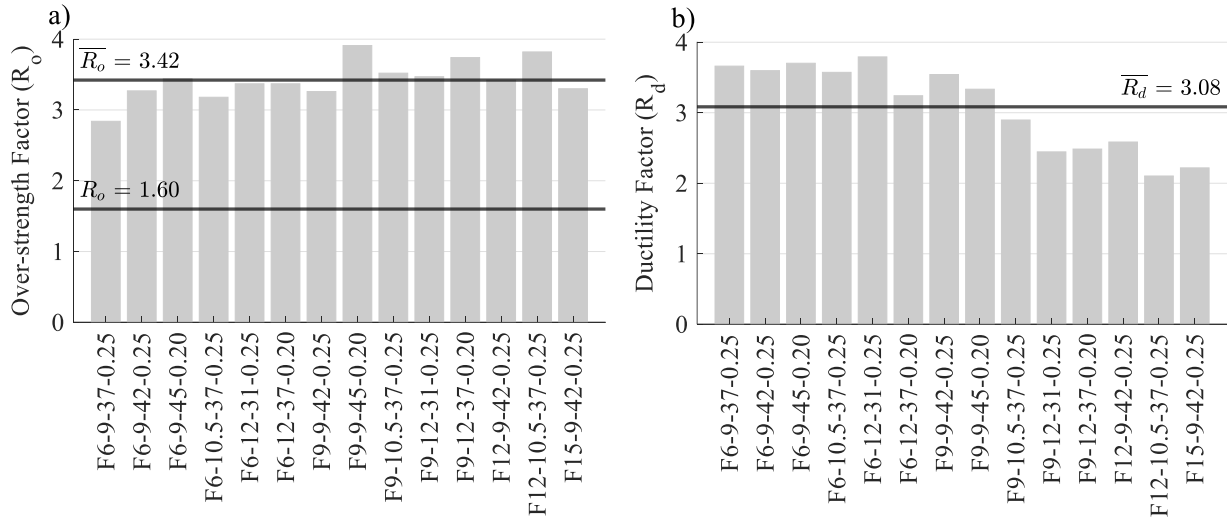 a)
Over-strength Factor (R_o)
4
3
2
1
0
\overline{R_o} = 3.42
R_o = 1.60
F6-9-37-0.25
F6-9-42-0.25
F6-9-45-0.20
F6-10.5-37-0.25
F6-12-31-0.25
F6-12-37-0.20
F9-9-42-0.25
F9-9-45-0.20
F9-10.5-37-0.25
F9-12-31-0.25
F9-12-37-0.20
F12-9-42-0.25
F12-10.5-37-0.25
F15-9-42-0.25
b)
Ductility Factor (R_d)
4
3
2
1
0
\overline{R_d} = 3.08
F6-9-37-0.25
F6-9-42-0.25
F6-9-45-0.20
F6-10.5-37-0.25
F6-12-31-0.25
F6-12-37-0.20
F9-9-42-0.25
F9-9-45-0.20
F9-10.5-37-0.25
F9-12-31-0.25
F9-12-37-0.20
F12-9-42-0.25
F12-10.5-37-0.25
F15-9-42-0.25